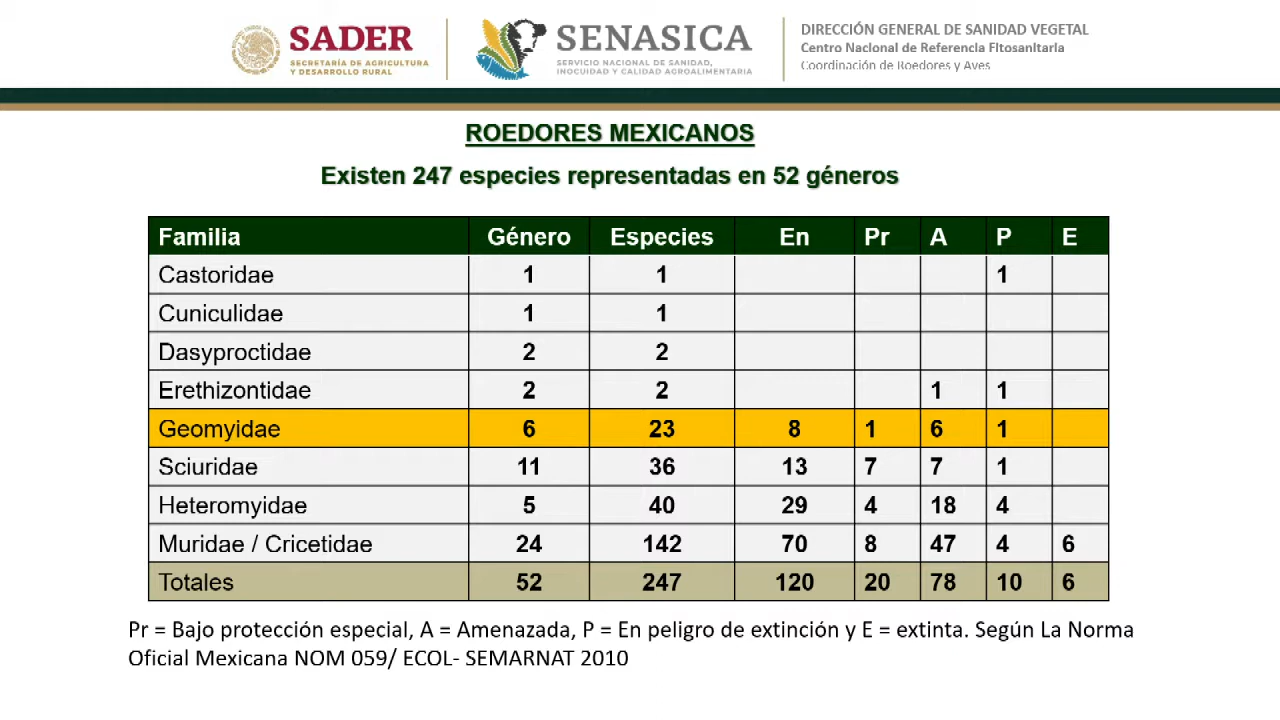 SADER
SECRETARÍA DE AGRICULTURA
Y DESARROLLO RURAL
SENASICA
SERVICIO NACIONAL DE SANIDAD,
INOCUIDAD Y CALIDAD AGROALIMENTARIA
DIRECCIÓN GENERAL DE SANIDAD VEGETAL
Centro Nacional de Referencia Fitosanitaria
Coordinación de Roedores y Aves
ROEDORES MEXICANOS
Existen 247 especies representadas en 52 géneros
Familia Género Especies En Pr A P E
Castoridae 1 1 1
Cuniculidae 1 1
Dasyproctidae 2 2
Erethizontidae 2 2 1 1
Geomyidae 6 23 8 1 6 1
Sciuridae 11 36 13 7 7 1
Heteromyidae 5 40 29 4 18 4
Muridae / Cricetidae 24 142 70 8 47 4 6
Totales 52 247 120 20 78 10 6
Pr = Bajo protección especial, A = Amenazada, P = En peligro de extinción y E = extinta. Según La Norma
Oficial Mexicana NOM 059/ ECOL- SEMARNAT 2010